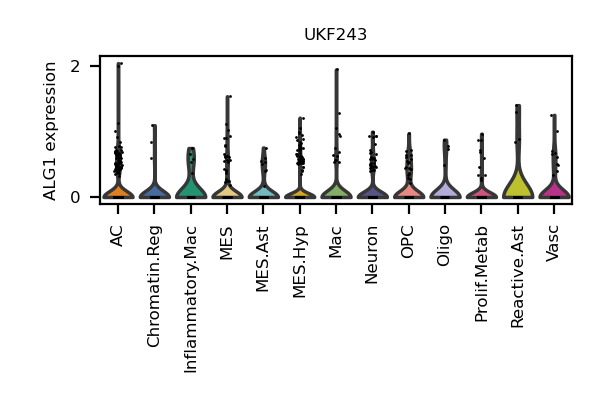 UKF243
ALG1 expression
2
0
AC
Chromatin.Reg
Inflammatory.Mac
MES
MES.Ast
MES.Hyp
Mac
Neuron
OPC
Oligo
Prolif.Metab
Reactive.Ast
Vasc